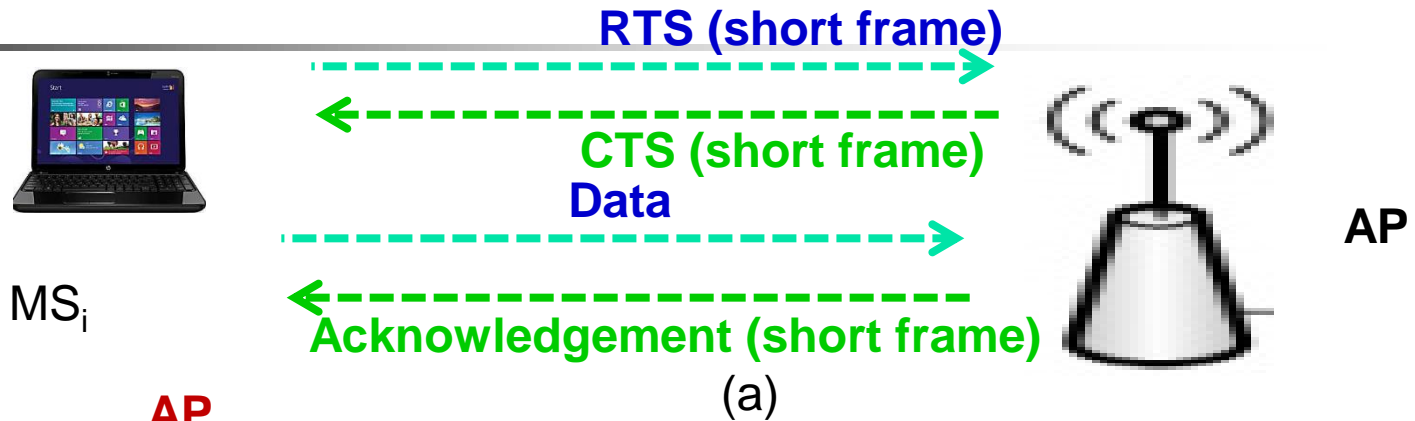 RTS (short frame)
CTS (short frame)
Data
AP
MSi
Acknowledgement (short frame)
(a)
AP